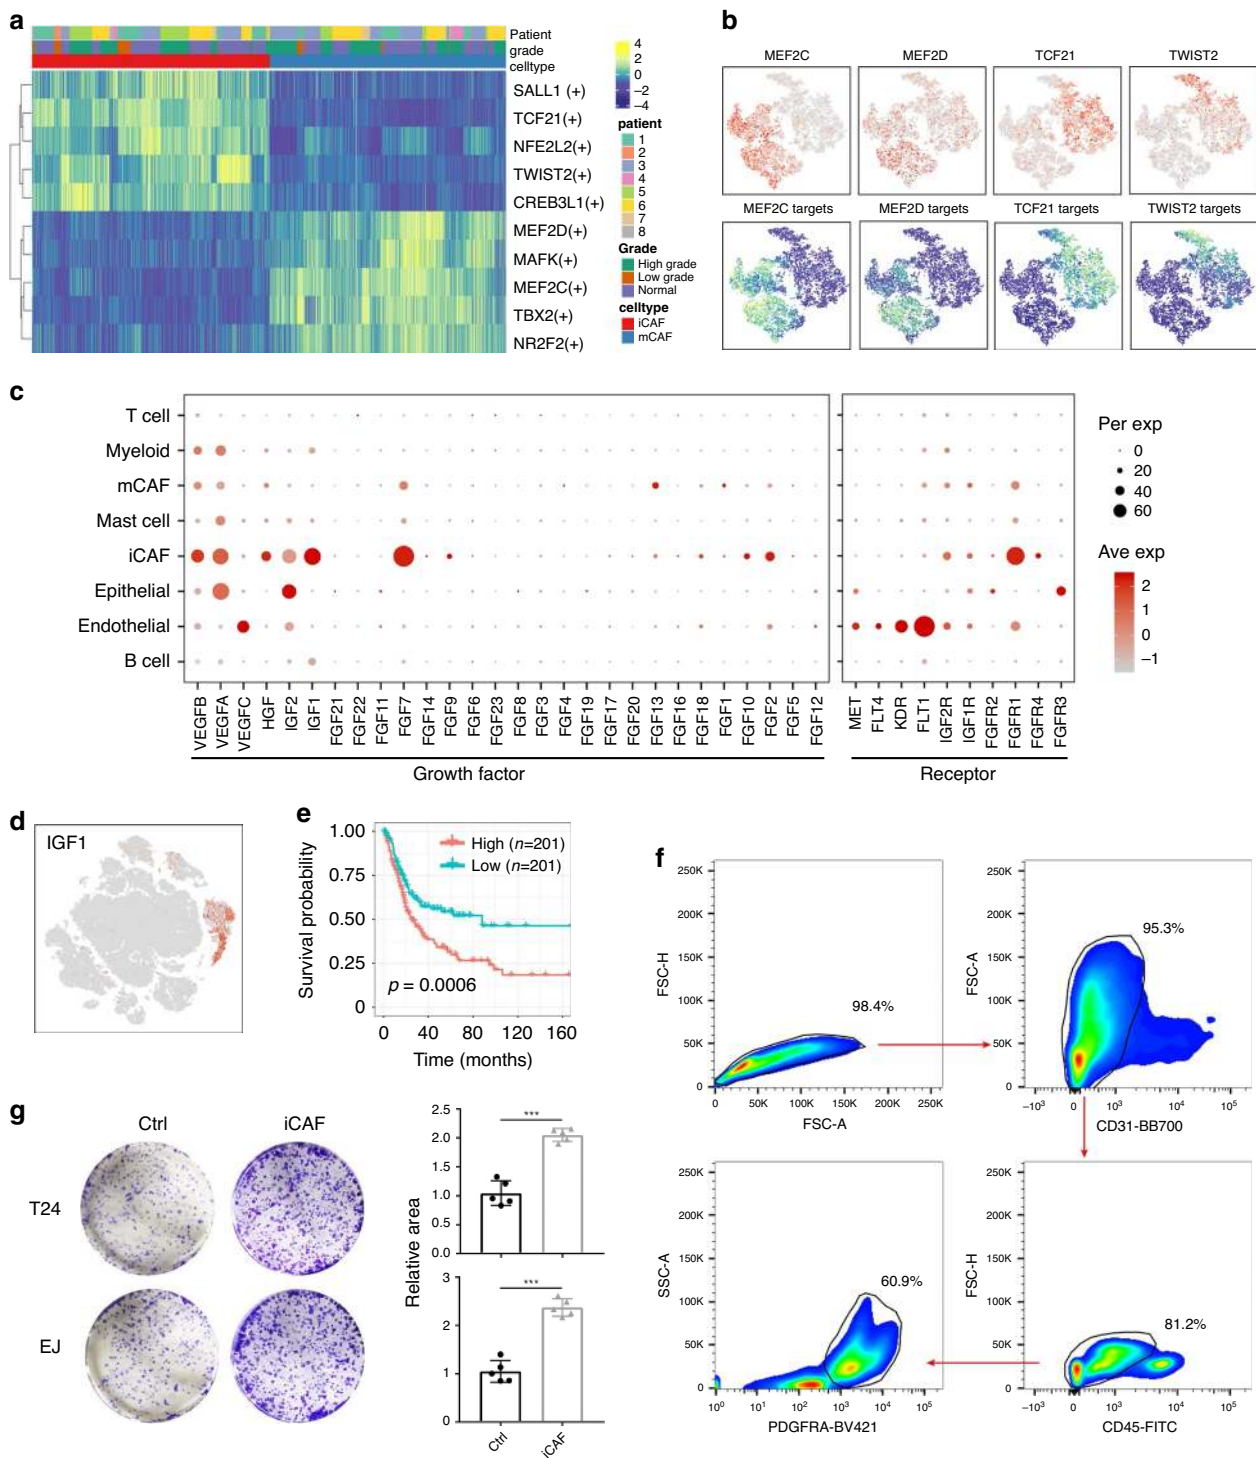 a
Patient
grade
celltype
SALL1 (+)
TCF21(+)
NFE2L2(+)
TWIST2(+)
CREB3L1(+)
MEF2D(+)
MAFK(+)
MEF2C(+)
TBX2(+)
NR2F2(+)
4
2
0
−2
−4
patient
1
2
3
4
5
6
7
8
Grade
High grade
Low grade
Normal
celltype
iCAF
mCAF
b
MEF2C MEF2D TCF21 TWIST2
MEF2C targets MEF2D targets TCF21 targets TWIST2 targets
c
T cell
Myeloid
mCAF
Mast cell
iCAF
Epithelial
Endothelial
B cell
VEGFB
VEGFA
VEGFC
HGF
IGF2
IGF1
FGF21
FGF22
FGF11
FGF7
FGF14
FGF9
FGF6
FGF23
FGF8
FGF3
FGF4
FGF19
FGF17
FGF20
FGF13
FGF16
FGF18
FGF1
FGF10
FGF2
FGF5
FGF12
Growth factor
MET
FLT4
KDR
FLT1
IGF2R
IGF1R
FGFR2
FGFR1
FGFR4
FGFR3
Receptor
Per exp
0
20
40
60
Ave exp
2
1
0
−1
d
IGF1
e
Survival probability
1.00
0.75
0.50
0.25
0
High (n=201)
Low (n=201)
p = 0.0006
0 40 80 120 160
Time (months)
f
FSC-H
250K
200K
150K
100K
50K
0
98.4%
0 50K 100K 150K 200K 250K
FSC-A
FSC-A
250K
200K
150K
100K
50K
0
95.3%
−10³ 0 10³ 10⁴ 10⁵
CD31-BB700
SSC-A
250K
200K
150K
100K
50K
0
60.9%
0 10¹ 10² 10³ 10⁴ 10⁵
PDGFRA-BV421
FSC-H
250K
200K
150K
100K
50K
0
81.2%
−10³ 0 10³ 10⁴ 10⁵
CD45-FITC
g
Ctrl iCAF
T24
EJ
Relative area
2.5
2.0
1.5
1.0
0.5
0.0
***
3
2
1
0
***
Ctrl
iCAF